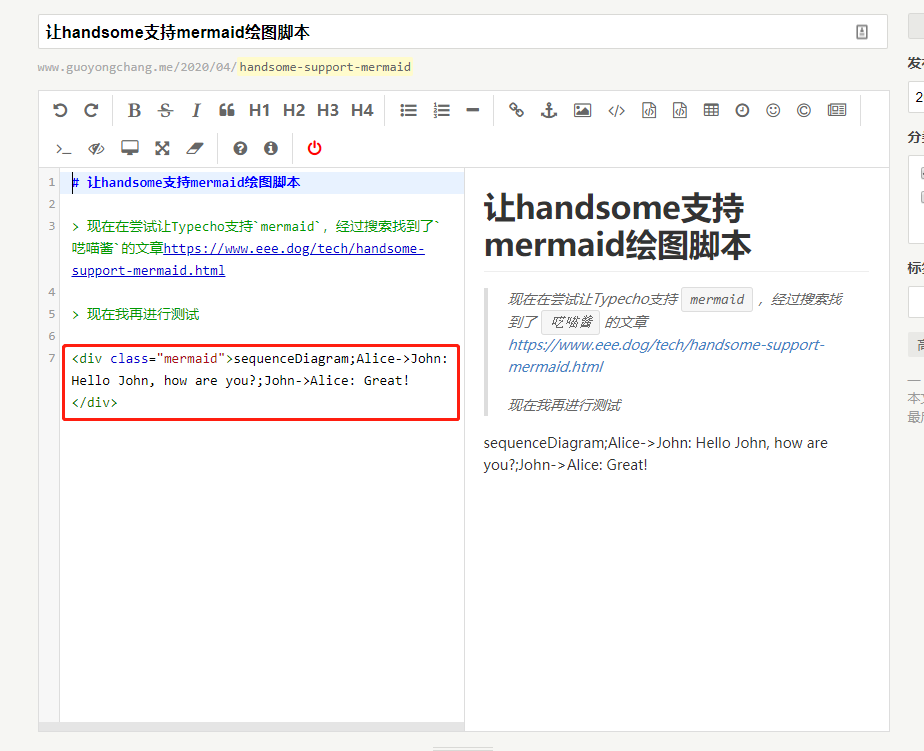 让handsome支持mermaid绘图脚本
www.guoyongchang.me/2020/04/handsome-support-mermaid
B S I H1 H2 H3 H4
1 # 让handsome支持mermaid绘图脚本
2
3 > 现在在尝试让Typecho支持`mermaid`，经过搜索找到了`
哎喵酱`的文章https://www.eee.dog/tech/handsome-
support-mermaid.html
4
5 > 现在我再进行测试
6
7 <div class="mermaid">sequenceDiagram;Alice->John:
Hello John, how are you?;John->Alice: Great!
</div>
让handsome支持
mermaid绘图脚本
现在在尝试让Typecho支持 mermaid ，经过搜索找
到了 哎喵酱 的文章
https://www.eee.dog/tech/handsome-support-
mermaid.html
现在我再进行测试
sequenceDiagram;Alice->John: Hello John, how are
you?;John->Alice: Great!
2
本